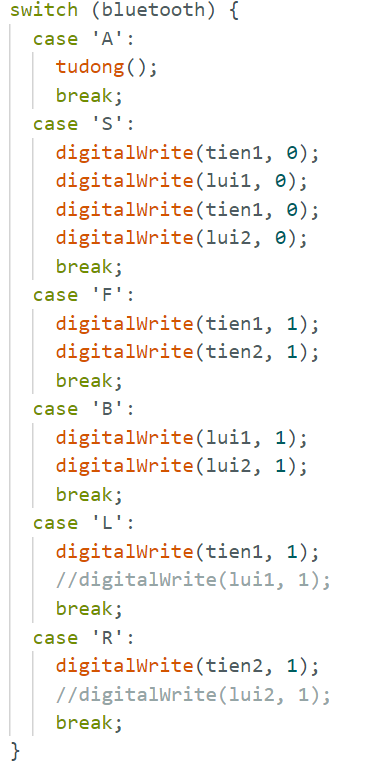 switch (bluetooth) {
case 'A':
tudong();
break;
case 'S':
digitalWrite(tien1, 0);
digitalWrite(lui1, 0);
digitalWrite(tien1, 0);
digitalWrite(lui2, 0);
break;
case 'F':
digitalWrite(tien1, 1);
digitalWrite(tien2, 1);
break;
case 'B':
digitalWrite(lui1, 1);
digitalWrite(lui2, 1);
break;
case 'L':
digitalWrite(tien1, 1);
//digitalWrite(lui1, 1);
break;
case 'R':
digitalWrite(tien2, 1);
//digitalWrite(lui2, 1);
break;
}